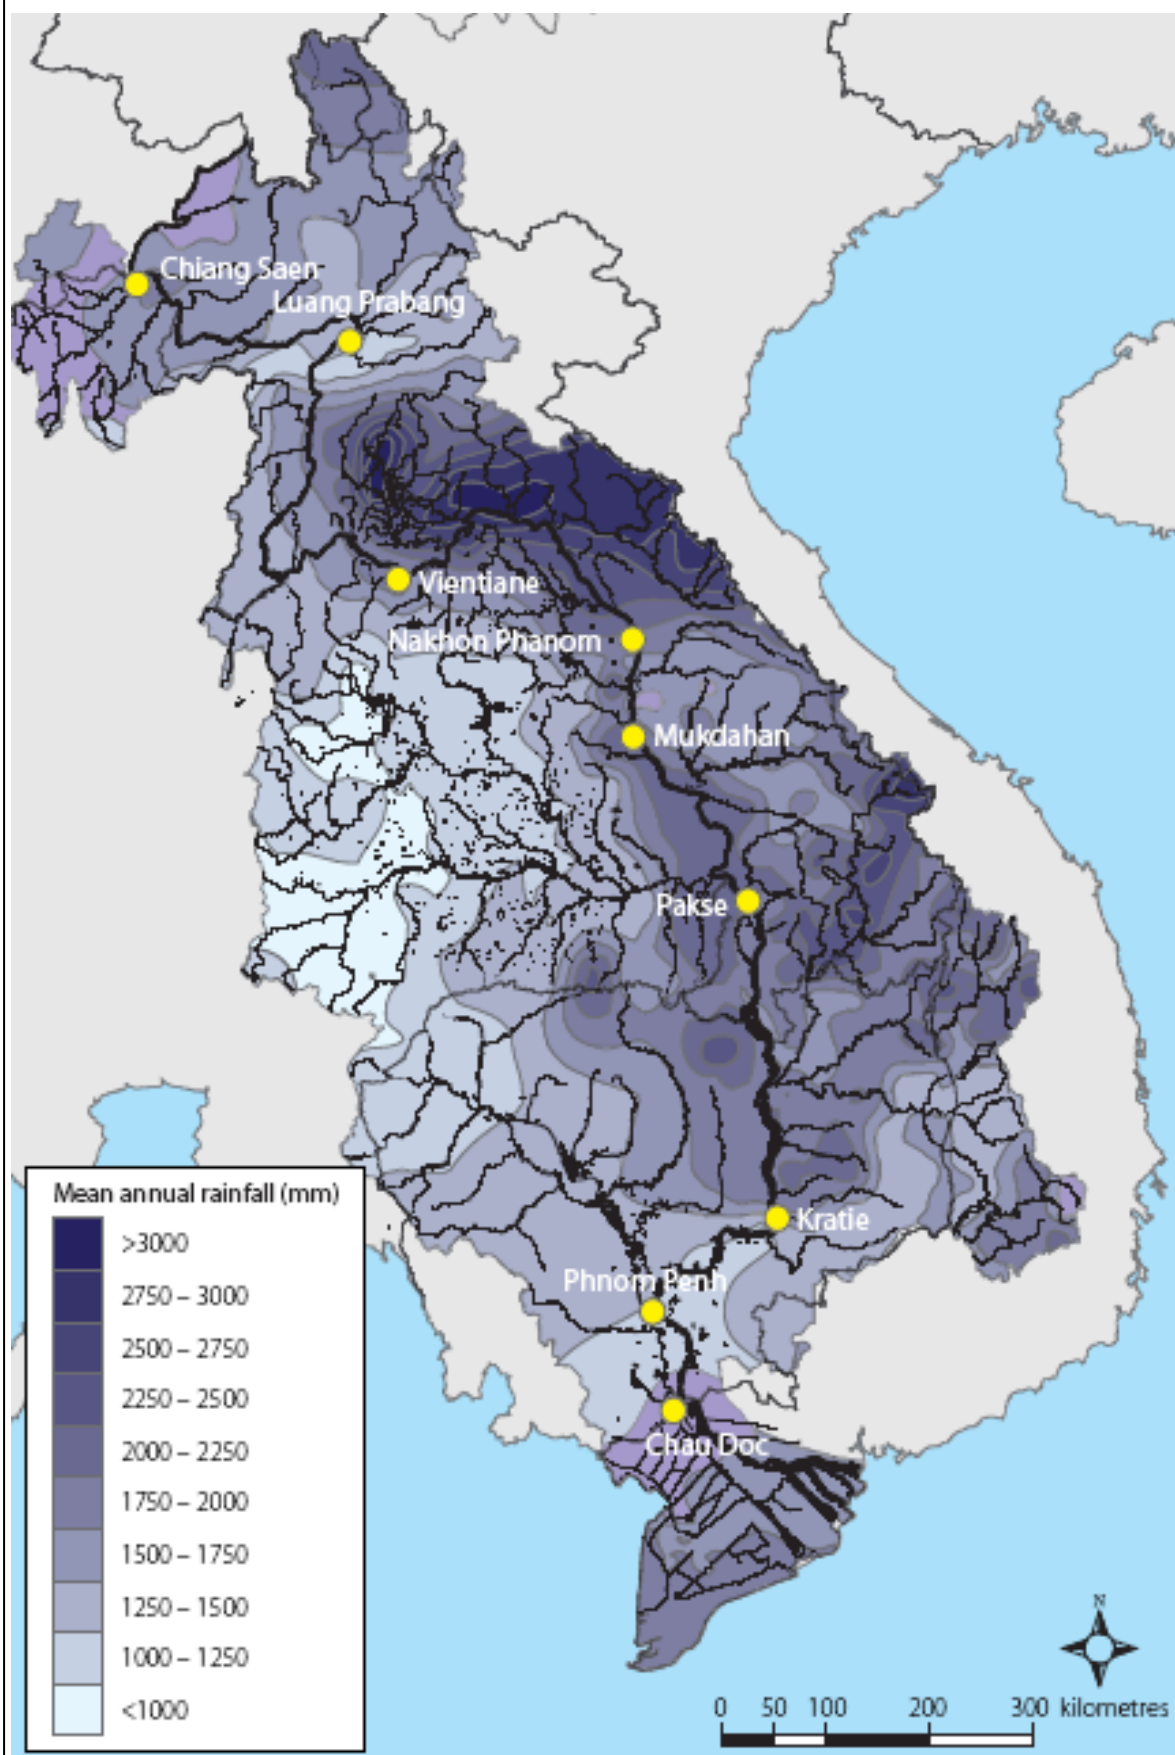 Chiang Saen
Luang Prabang
Vientiane
Nakhon Phanom
Mukdahan
Pakse
Kratie
Phnom Penh
Chau Doc
Mean annual rainfall (mm)
>3000
2750 – 3000
2500 – 2750
2250 – 2500
2000 – 2250
1750 – 2000
1500 – 1750
1250 – 1500
1000 – 1250
<1000
N
0 50 100 200 300 kilometres